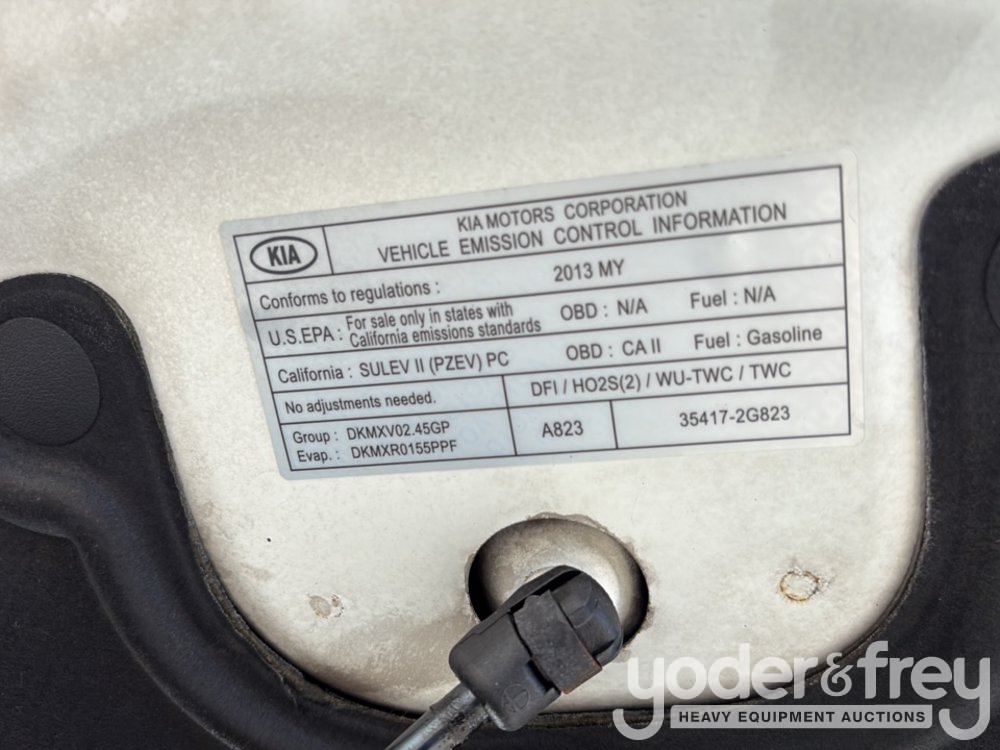 KIA
KIA MOTORS CORPORATION
VEHICLE EMISSION CONTROL INFORMATION
Conforms to regulations : 2013 MY
U.S.EPA : For sale only in states with California emissions standards OBD : N/A Fuel : N/A
California : SULEV II (PZEV) PC OBD : CA II Fuel : Gasoline
No adjustments needed. DFI / HO2S(2) / WU-TWC / TWC
Group : DKMXV02.45GP
Evap. : DKMXR0155PPF
A823
35417-2G823
yoder&frey
HEAVY EQUIPMENT AUCTIONS